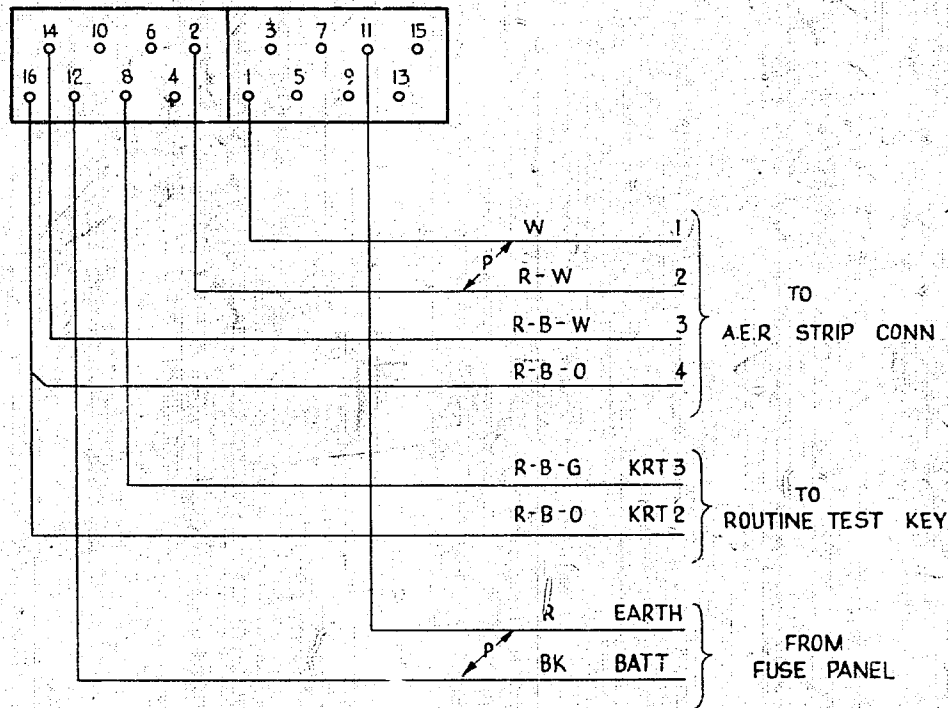 14 10 6 2 3 7 11 15
16 12 8 4 1 5 9 13
W 1
P
R-W 2
R-B-W 3
R-B-O 4
TO
A.E.R STRIP CONN
R-B-G KRT 3
R-B-O KRT 2
TO
ROUTINE TEST KEY
R EARTH
P
BK BATT
FROM
FUSE PANEL